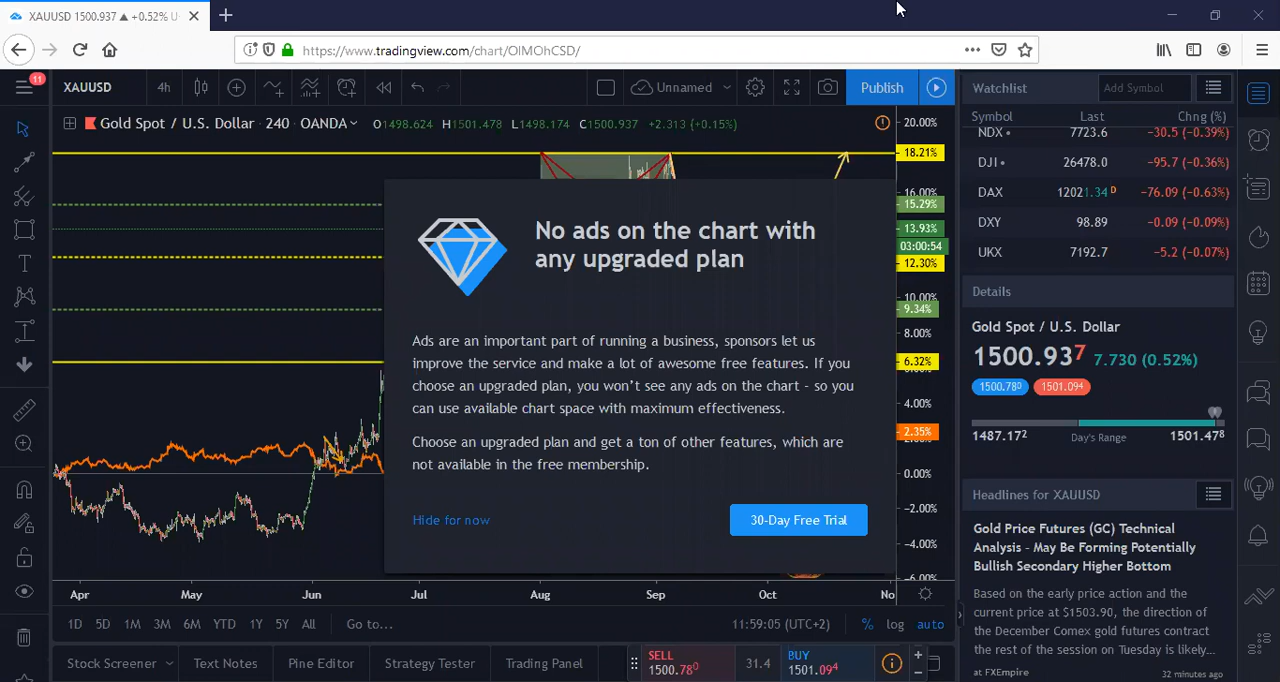 XAUUSD 1500.937 ▲ +0.52% U
https://www.tradingview.com/chart/OIMOhCSD/
11
XAUUSD
4h
Unnamed
Publish
Gold Spot / U.S. Dollar · 240 · OANDA
O1498.624 H1501.478 L1498.174 C1500.937 +2.313 (+0.15%)
20.00%
18.21%
16.00%
15.29%
13.93%
03:00:54
12.30%
10.00%
9.34%
8.00%
6.32%
4.00%
2.35%
0.00%
−2.00%
−4.00%
−6.00%
No ads on the chart with
any upgraded plan
Ads are an important part of running a business, sponsors let us
improve the service and make a lot of awesome free features. If you
choose an upgraded plan, you won't see any ads on the chart - so you
can use available chart space with maximum effectiveness.
Choose an upgraded plan and get a ton of other features, which are
not available in the free membership.
Hide for now
30-Day Free Trial
Apr May Jun Jul Aug Sep Oct No
1D 5D 1M 3M 6M YTD 1Y 5Y All Go to...
11:59:05 (UTC+2) % log auto
Stock Screener Text Notes Pine Editor Strategy Tester Trading Panel
SELL
1500.780
31.4
BUY
1501.094
Watchlist
Add Symbol
Symbol Last Chng (%)
NDX 7723.6 −30.5 (−0.39%)
DJI 26478.0 −95.7 (−0.36%)
DAX 12021.34 D −76.09 (−0.63%)
DXY 98.89 −0.09 (−0.09%)
UKX 7192.7 −5.2 (−0.07%)
Details
Gold Spot / U.S. Dollar
1500.937 7.730 (0.52%)
1500.780 1501.094
1487.172 Day's Range 1501.478
Headlines for XAUUSD
Gold Price Futures (GC) Technical
Analysis – May Be Forming Potentially
Bullish Secondary Higher Bottom
Based on the early price action and the
current price at $1503.90, the direction of
the December Comex gold futures contract
the rest of the session on Tuesday is likely...
at FXEmpire 32 minutes ago